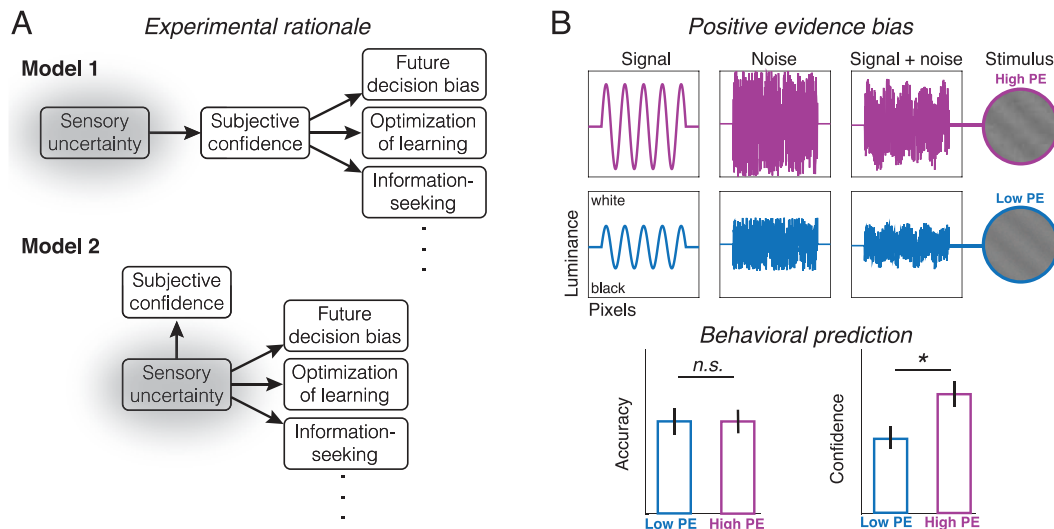 A
Experimental rationale
Model 1
Sensory
uncertainty
Subjective
confidence
Future
decision bias
Optimization
of learning
Information-
seeking
Model 2
Subjective
confidence
Sensory
uncertainty
Future
decision bias
Optimization
of learning
Information-
seeking
B
Positive evidence bias
Signal
Noise
Signal + noise
Stimulus
High PE
Low PE
white
black
Luminance
Pixels
Behavioral prediction
n.s.
Accuracy
Low PE
High PE
*
Confidence
Low PE
High PE